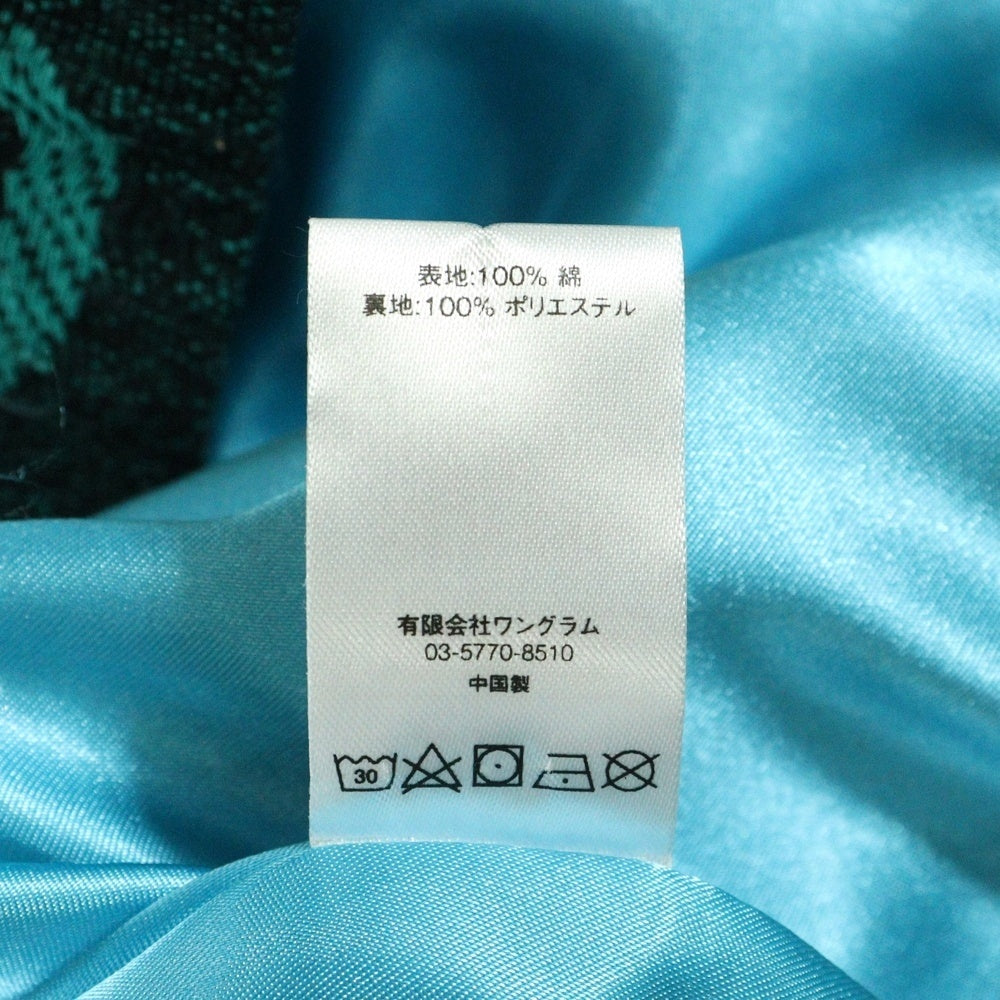 表地:100% 綿
裏地:100% ポリエステル
有限会社ワングラム
03-5770-8510
中国製
30